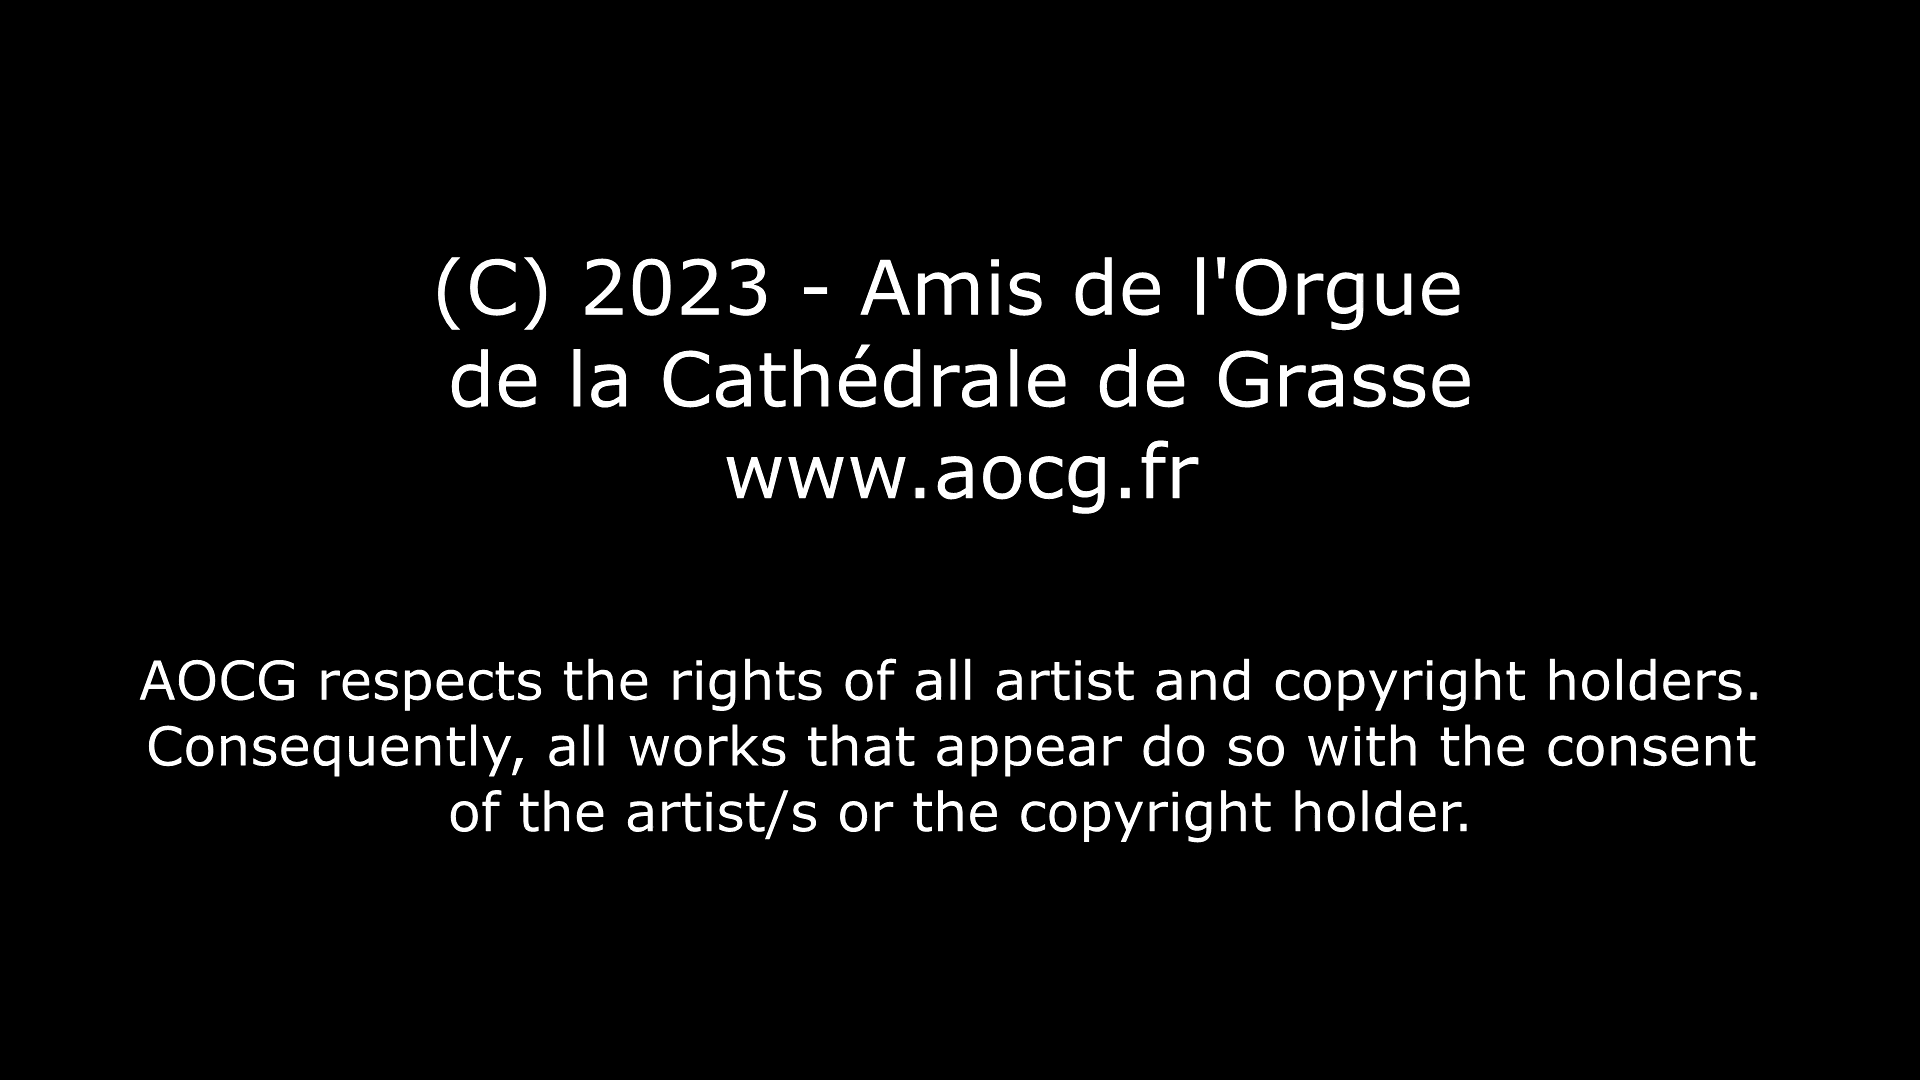 (C) 2023 - Amis de l'Orgue
de la Cathédrale de Grasse
www.aocg.fr
AOCG respects the rights of all artist and copyright holders.
Consequently, all works that appear do so with the consent
of the artist/s or the copyright holder.